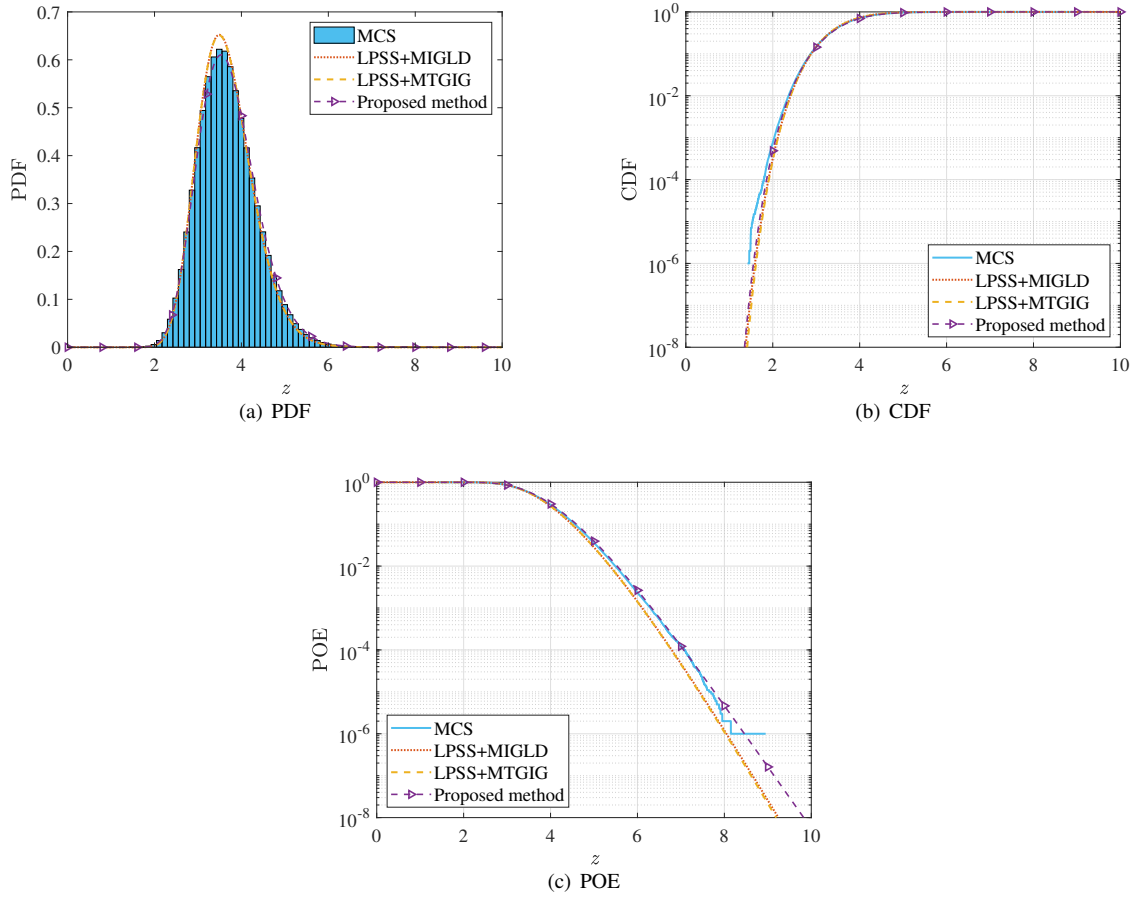 MCS
LPSS+MIGLD
LPSS+MTGIG
Proposed method
PDF
0.7
0.6
0.5
0.4
0.3
0.2
0.1
0
0 2 4 6 8 10
z
(a) PDF
CDF
10^0
10^-2
10^-4
10^-6
10^-8
MCS
LPSS+MIGLD
LPSS+MTGIG
Proposed method
0 2 4 6 8 10
z
(b) CDF
POE
10^0
10^-2
10^-4
10^-6
10^-8
MCS
LPSS+MIGLD
LPSS+MTGIG
Proposed method
0 2 4 6 8 10
z
(c) POE